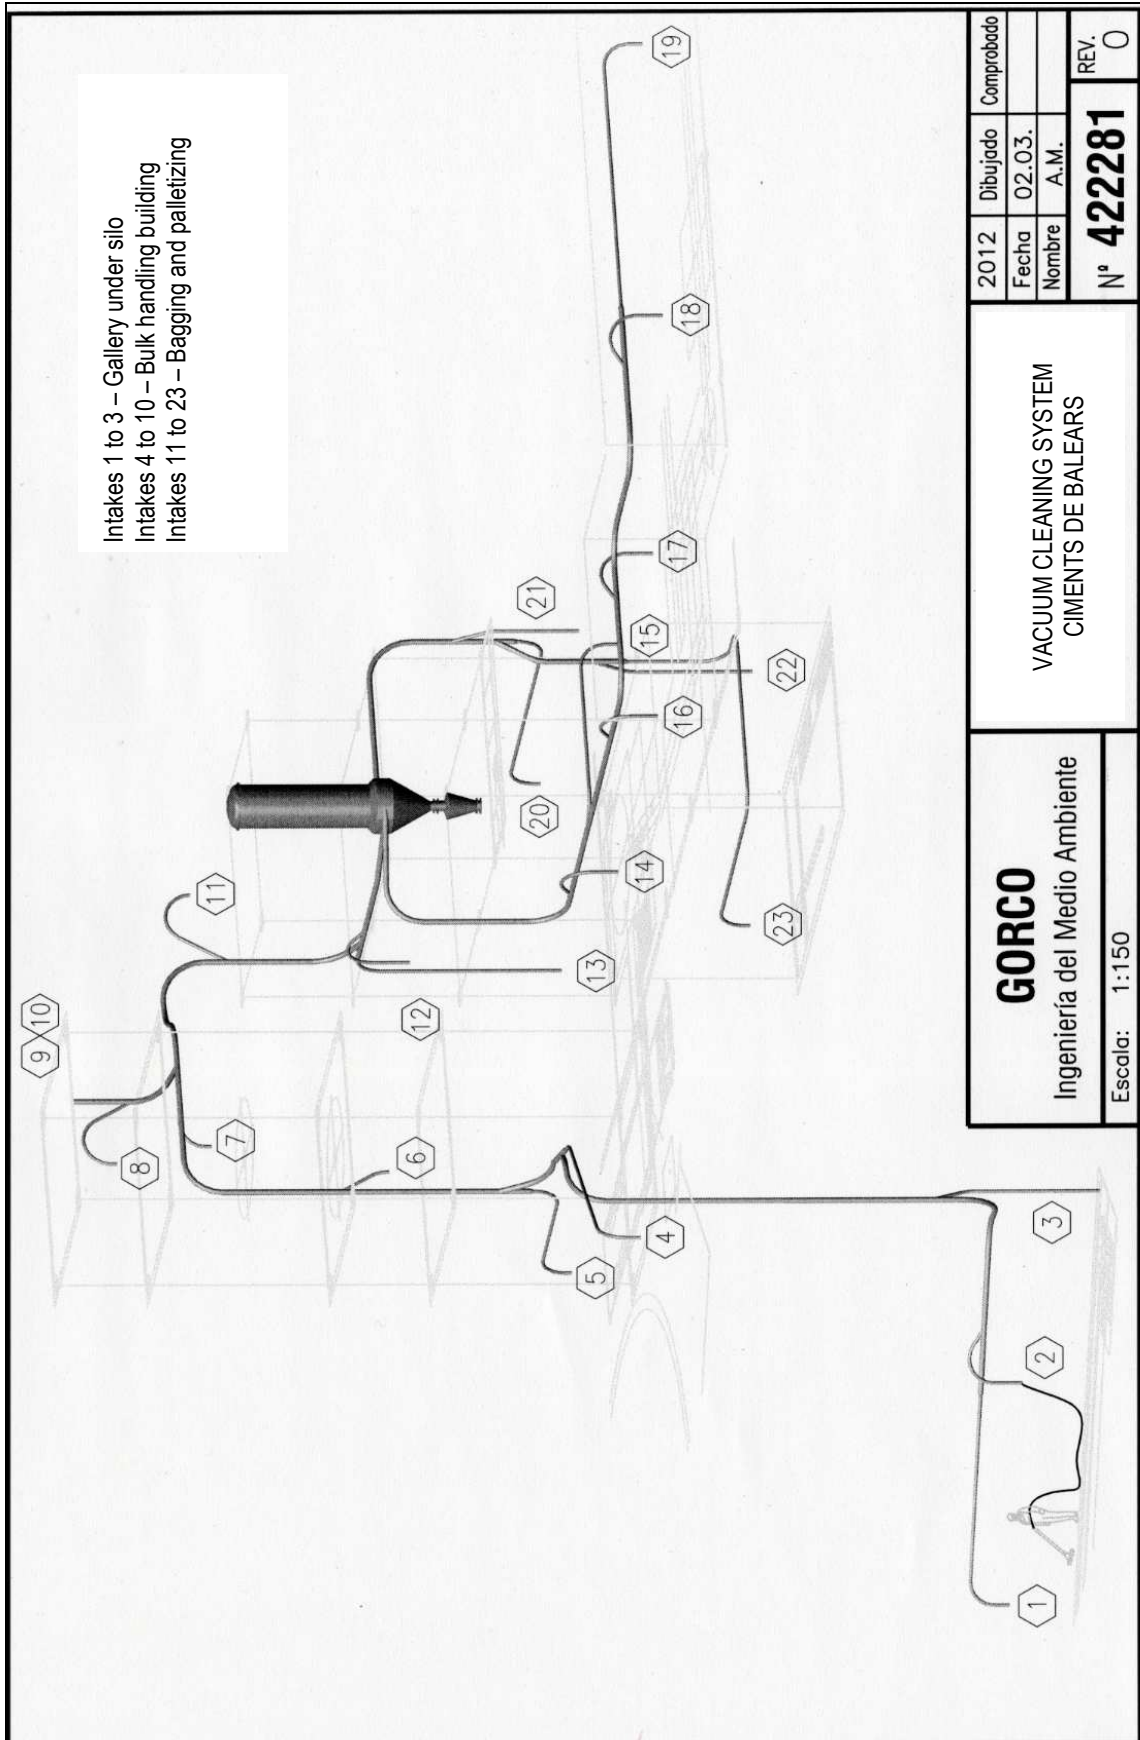 Intakes 1 to 3 – Gallery under silo
Intakes 4 to 10 – Bulk handling building
Intakes 11 to 23 – Bagging and palletizing
1
2
3
4
5
6
7
8
9
10
11
12
13
14
15
16
17
18
19
20
21
22
23
GORCO
Ingeniería del Medio Ambiente
Escala: 1:150
VACUUM CLEANING SYSTEM
CIMENTS DE BALEARS
2012 Dibujado Comprobado
Fecha 02.03.
Nombre A.M.
Nº 422281
REV.
0